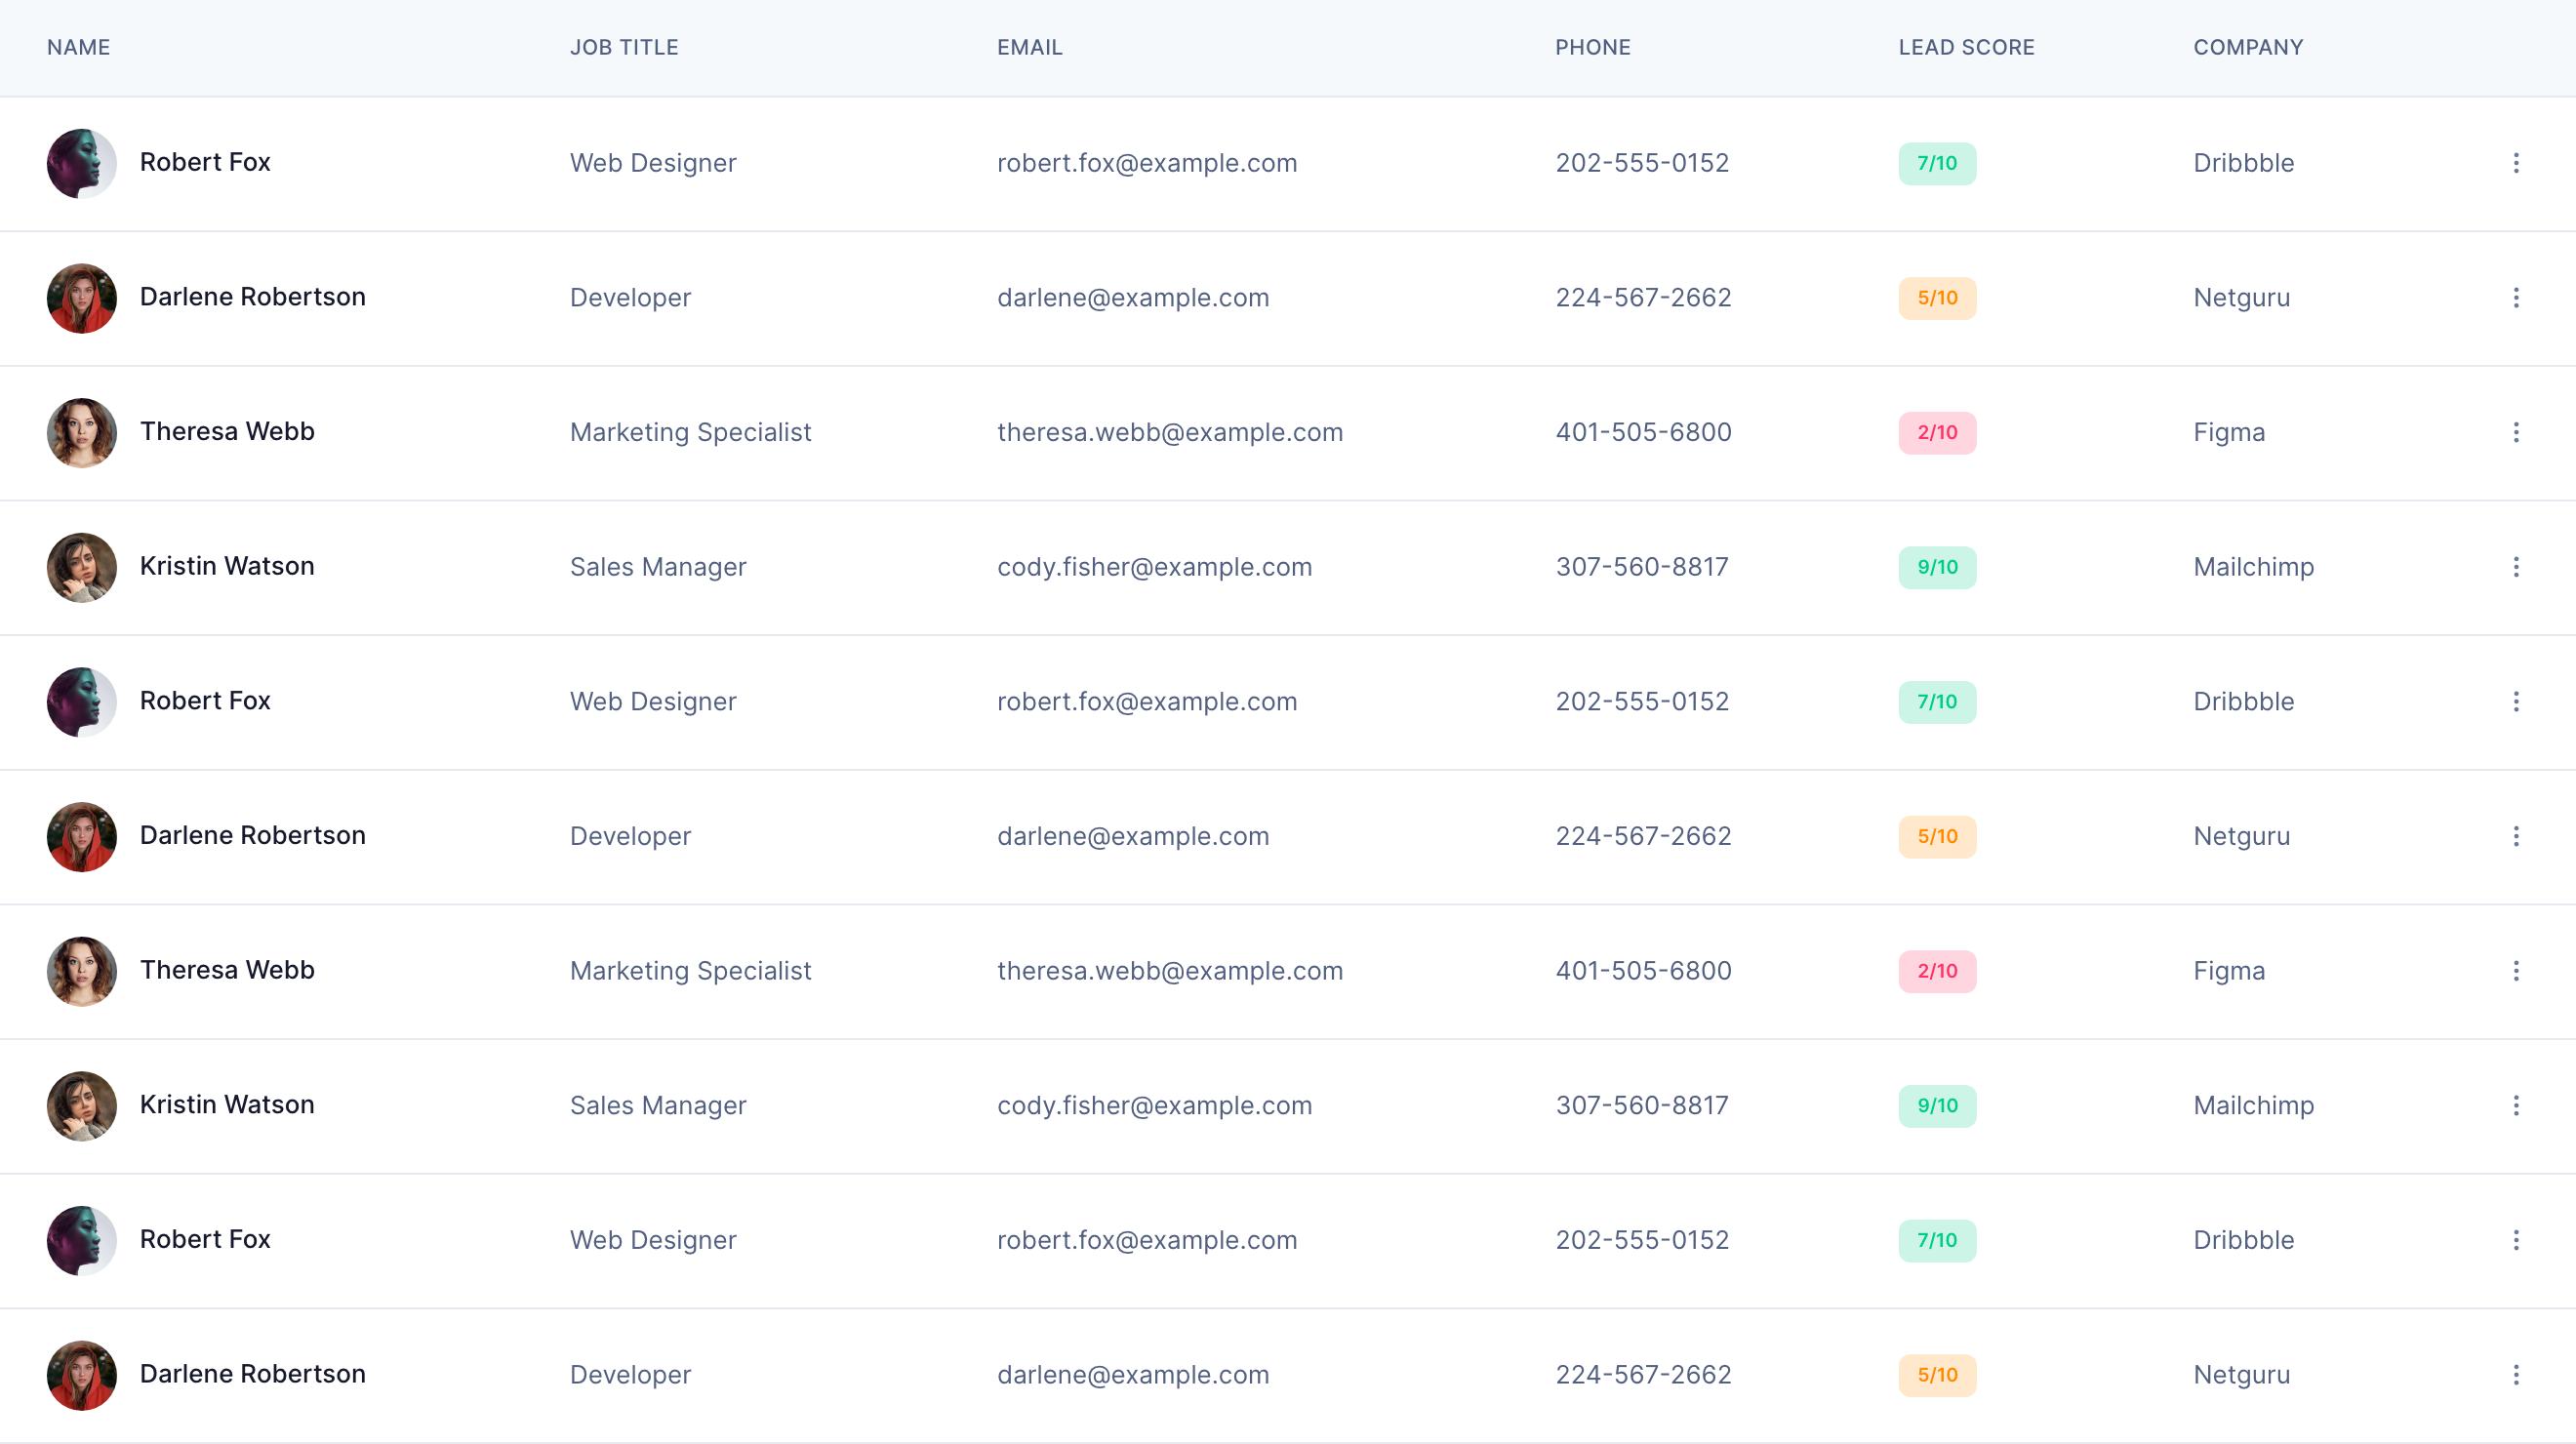 NAME JOB TITLE EMAIL PHONE LEAD SCORE COMPANY
Robert Fox Web Designer robert.fox@example.com 202-555-0152 7/10 Dribbble
Darlene Robertson Developer darlene@example.com 224-567-2662 5/10 Netguru
Theresa Webb Marketing Specialist theresa.webb@example.com 401-505-6800 2/10 Figma
Kristin Watson Sales Manager cody.fisher@example.com 307-560-8817 9/10 Mailchimp
Robert Fox Web Designer robert.fox@example.com 202-555-0152 7/10 Dribbble
Darlene Robertson Developer darlene@example.com 224-567-2662 5/10 Netguru
Theresa Webb Marketing Specialist theresa.webb@example.com 401-505-6800 2/10 Figma
Kristin Watson Sales Manager cody.fisher@example.com 307-560-8817 9/10 Mailchimp
Robert Fox Web Designer robert.fox@example.com 202-555-0152 7/10 Dribbble
Darlene Robertson Developer darlene@example.com 224-567-2662 5/10 Netguru